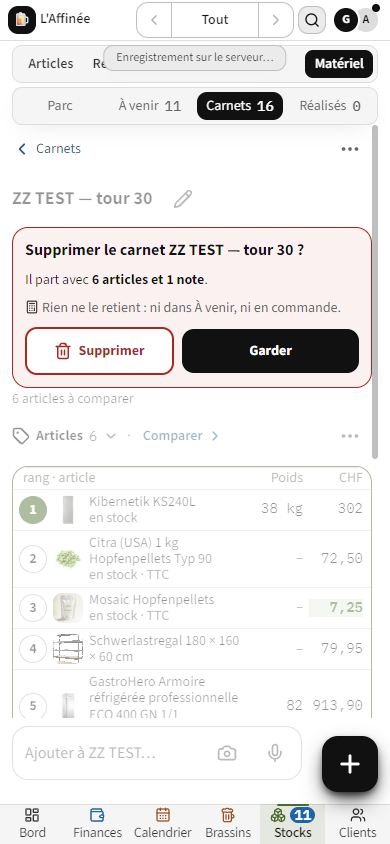 L'Affinée
Tout
G
A
Articles
Re
Enregistrement sur le serveur…
Matériel
Parc
À venir 11
Carnets 16
Réalisés 0
Carnets
ZZ TEST — tour 30
Supprimer le carnet ZZ TEST — tour 30 ?
Il part avec 6 articles et 1 note.
Rien ne le retient : ni dans À venir, ni en commande.
Supprimer
Garder
6 articles à comparer
Articles 6 · Comparer
rang · article Poids CHF
1 Kibernetik KS240L 38 kg 302
en stock
Citra (USA) 1 kg
2 Hopfenpellets Typ 90 – 72,50
en stock · TTC
3 Mosaic Hopfenpellets – 7,25
en stock · TTC
4 Schwerlastregal 180 × 160 – 79,95
× 60 cm
GastroHero Armoire
5 réfrigérée professionnelle 82 913,90
ECO 400 GN 1/1
Ajouter à ZZ TEST…
Bord
Finances
Calendrier
Brassins
11
Stocks
Clients